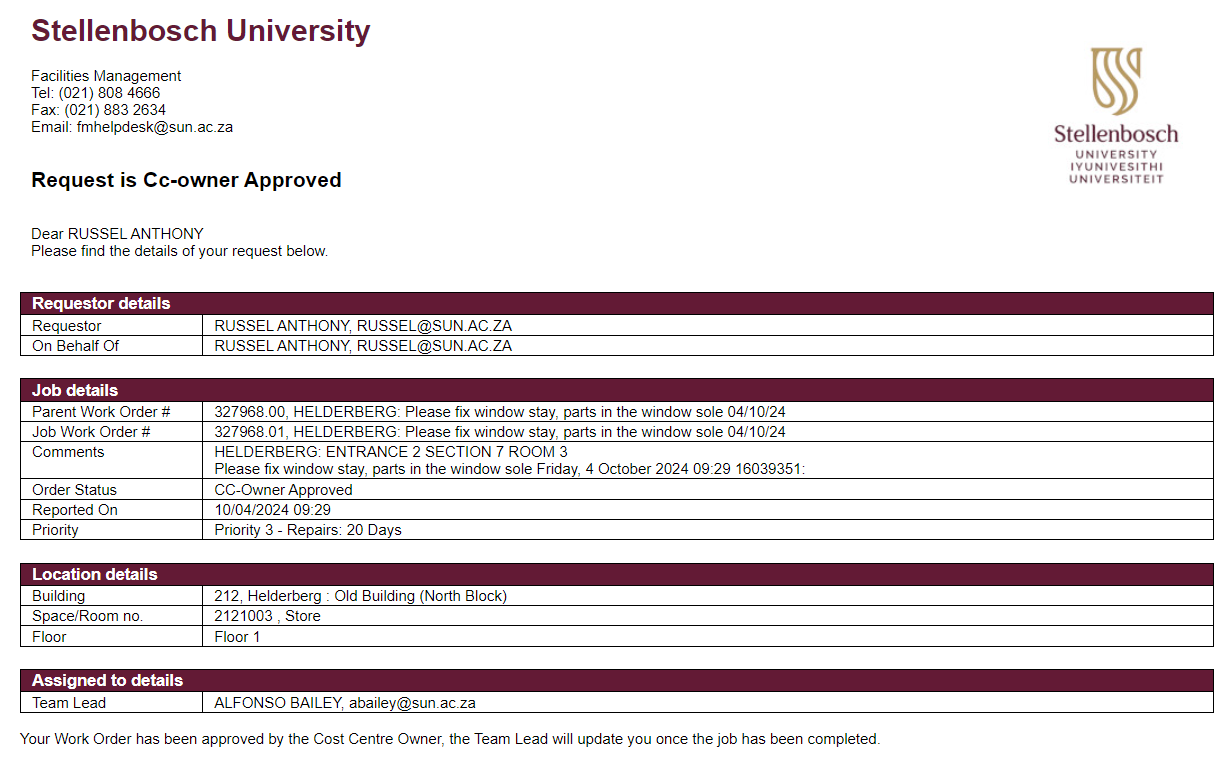 Stellenbosch University
Facilities Management
Tel: (021) 808 4666
Fax: (021) 883 2634
Email: fmhelpdesk@sun.ac.za
Stellenbosch
UNIVERSITY
IYUNIVESITHI
UNIVERSITEIT
Request is Cc-owner Approved
Dear RUSSEL ANTHONY
Please find the details of your request below.
Requestor details
Requestor RUSSEL ANTHONY, RUSSEL@SUN.AC.ZA
On Behalf Of RUSSEL ANTHONY, RUSSEL@SUN.AC.ZA
Job details
Parent Work Order # 327968.00, HELDERBERG: Please fix window stay, parts in the window sole 04/10/24
Job Work Order # 327968.01, HELDERBERG: Please fix window stay, parts in the window sole 04/10/24
Comments HELDERBERG: ENTRANCE 2 SECTION 7 ROOM 3
Please fix window stay, parts in the window sole Friday, 4 October 2024 09:29 16039351:
Order Status CC-Owner Approved
Reported On 10/04/2024 09:29
Priority Priority 3 - Repairs: 20 Days
Location details
Building 212, Helderberg : Old Building (North Block)
Space/Room no. 2121003 , Store
Floor Floor 1
Assigned to details
Team Lead ALFONSO BAILEY, abailey@sun.ac.za
Your Work Order has been approved by the Cost Centre Owner, the Team Lead will update you once the job has been completed.